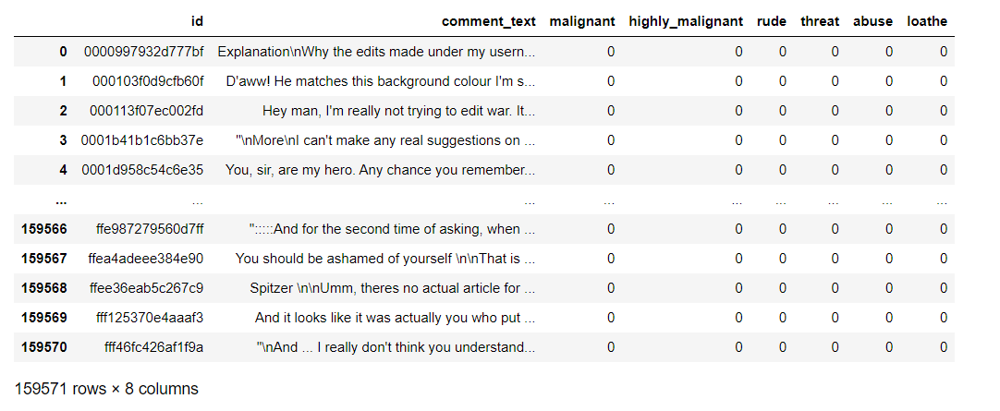 id comment_text malignant highly_malignant rude threat abuse loathe
0 0000997932d777bf Explanation\nWhy the edits made under my usern... 0 0 0 0 0 0
1 000103f0d9cfb60f D'aww! He matches this background colour I'm s... 0 0 0 0 0 0
2 000113f07ec002fd Hey man, I'm really not trying to edit war. It... 0 0 0 0 0 0
3 0001b41b1c6bb37e "\nMore\nI can't make any real suggestions on ... 0 0 0 0 0 0
4 0001d958c54c6e35 You, sir, are my hero. Any chance you remember... 0 0 0 0 0 0
... ... ... ... ... ... ... ... ...
159566 ffe987279560d7ff ":::::And for the second time of asking, when ... 0 0 0 0 0 0
159567 ffea4adeee384e90 You should be ashamed of yourself \n\nThat is ... 0 0 0 0 0 0
159568 ffee36eab5c267c9 Spitzer \n\nUmm, theres no actual article for ... 0 0 0 0 0 0
159569 fff125370e4aaaf3 And it looks like it was actually you who put ... 0 0 0 0 0 0
159570 fff46fc426af1f9a "\nAnd ... I really don't think you understand... 0 0 0 0 0 0
159571 rows × 8 columns